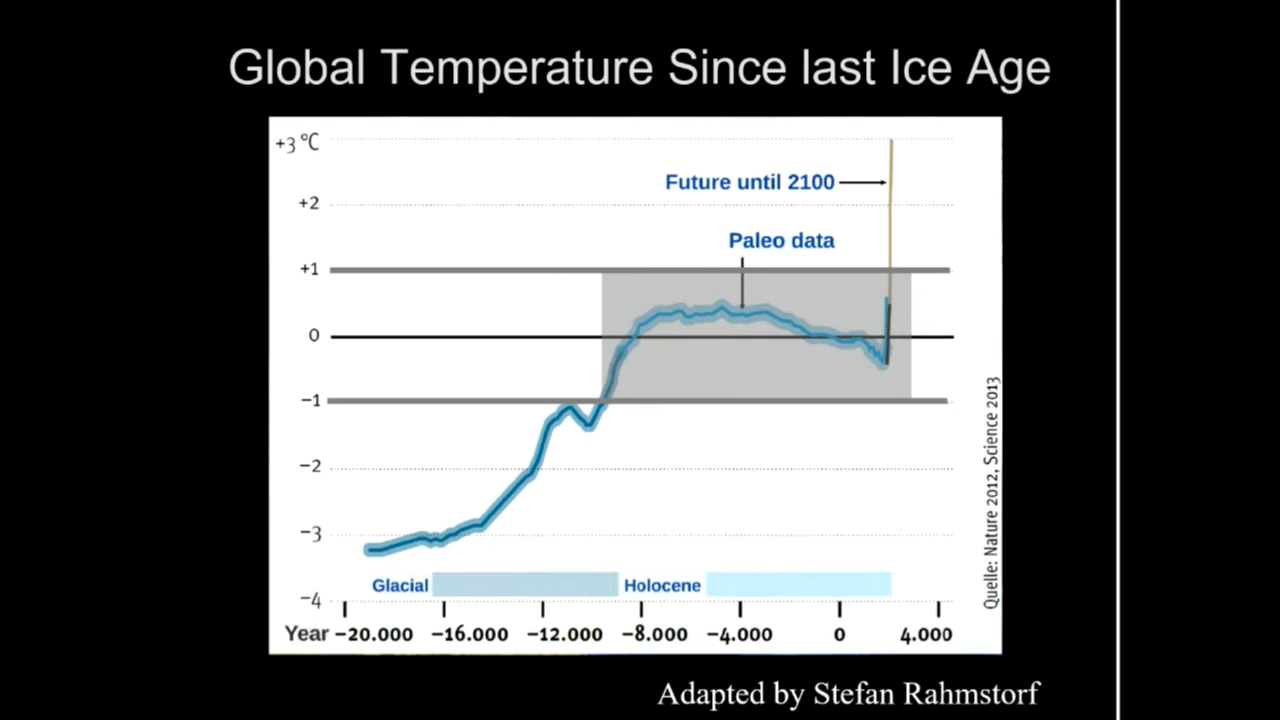 Global Temperature Since last Ice Age
+3 °C
Future until 2100
+2
Paleo data
+1
0
−1
−2
−3
Glacial
Holocene
−4
Year −20.000 −16.000 −12.000 −8.000 −4.000 0 4.000
Quelle: Nature 2012, Science 2013
Adapted by Stefan Rahmstorf